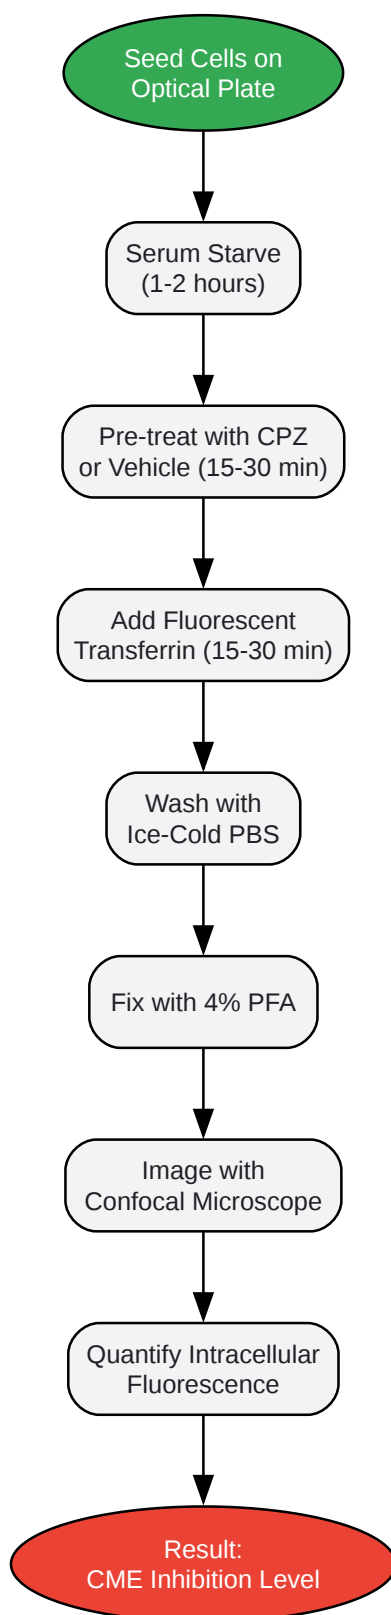 Seed Cells on
Optical Plate
Serum Starve
(1-2 hours)
Pre-treat with CPZ
or Vehicle (15-30 min)
Add Fluorescent
Transferrin (15-30 min)
Wash with
Ice-Cold PBS
Fix with 4% PFA
Image with
Confocal Microscope
Quantify Intracellular
Fluorescence
Result:
CME Inhibition Level